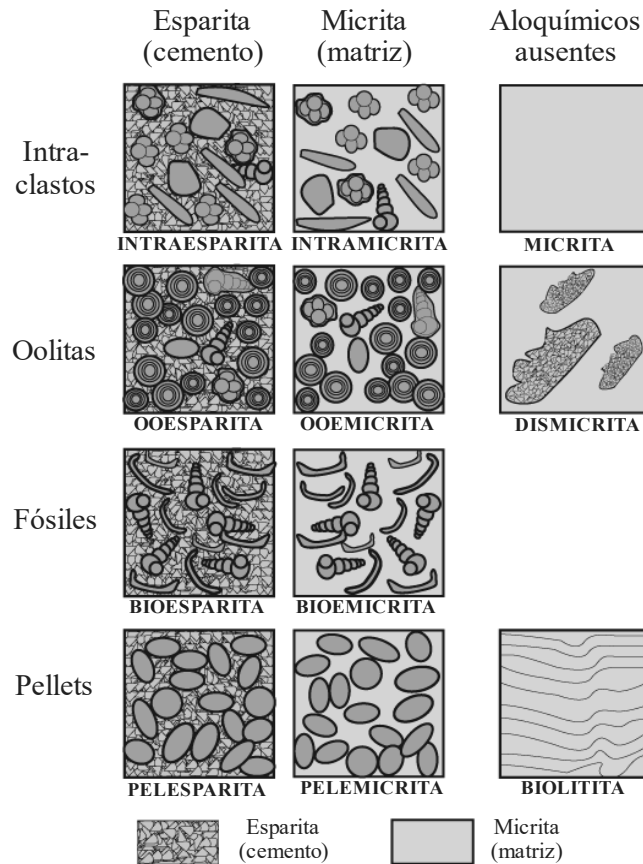 Esparita
(cemento)
Micrita
(matriz)
Aloquímicos
ausentes
Intra-
clastos
INTRAESPARITA
INTRAMICRITA
MICRITA
Oolitas
OOESPARITA
OOEMICRITA
DISMICRITA
Fósiles
BIOESPARITA
BIOEMICRITA
Pellets
PELESPARITA
PELEMICRITA
BIOLITITA
Esparita
(cemento)
Micrita
(matriz)